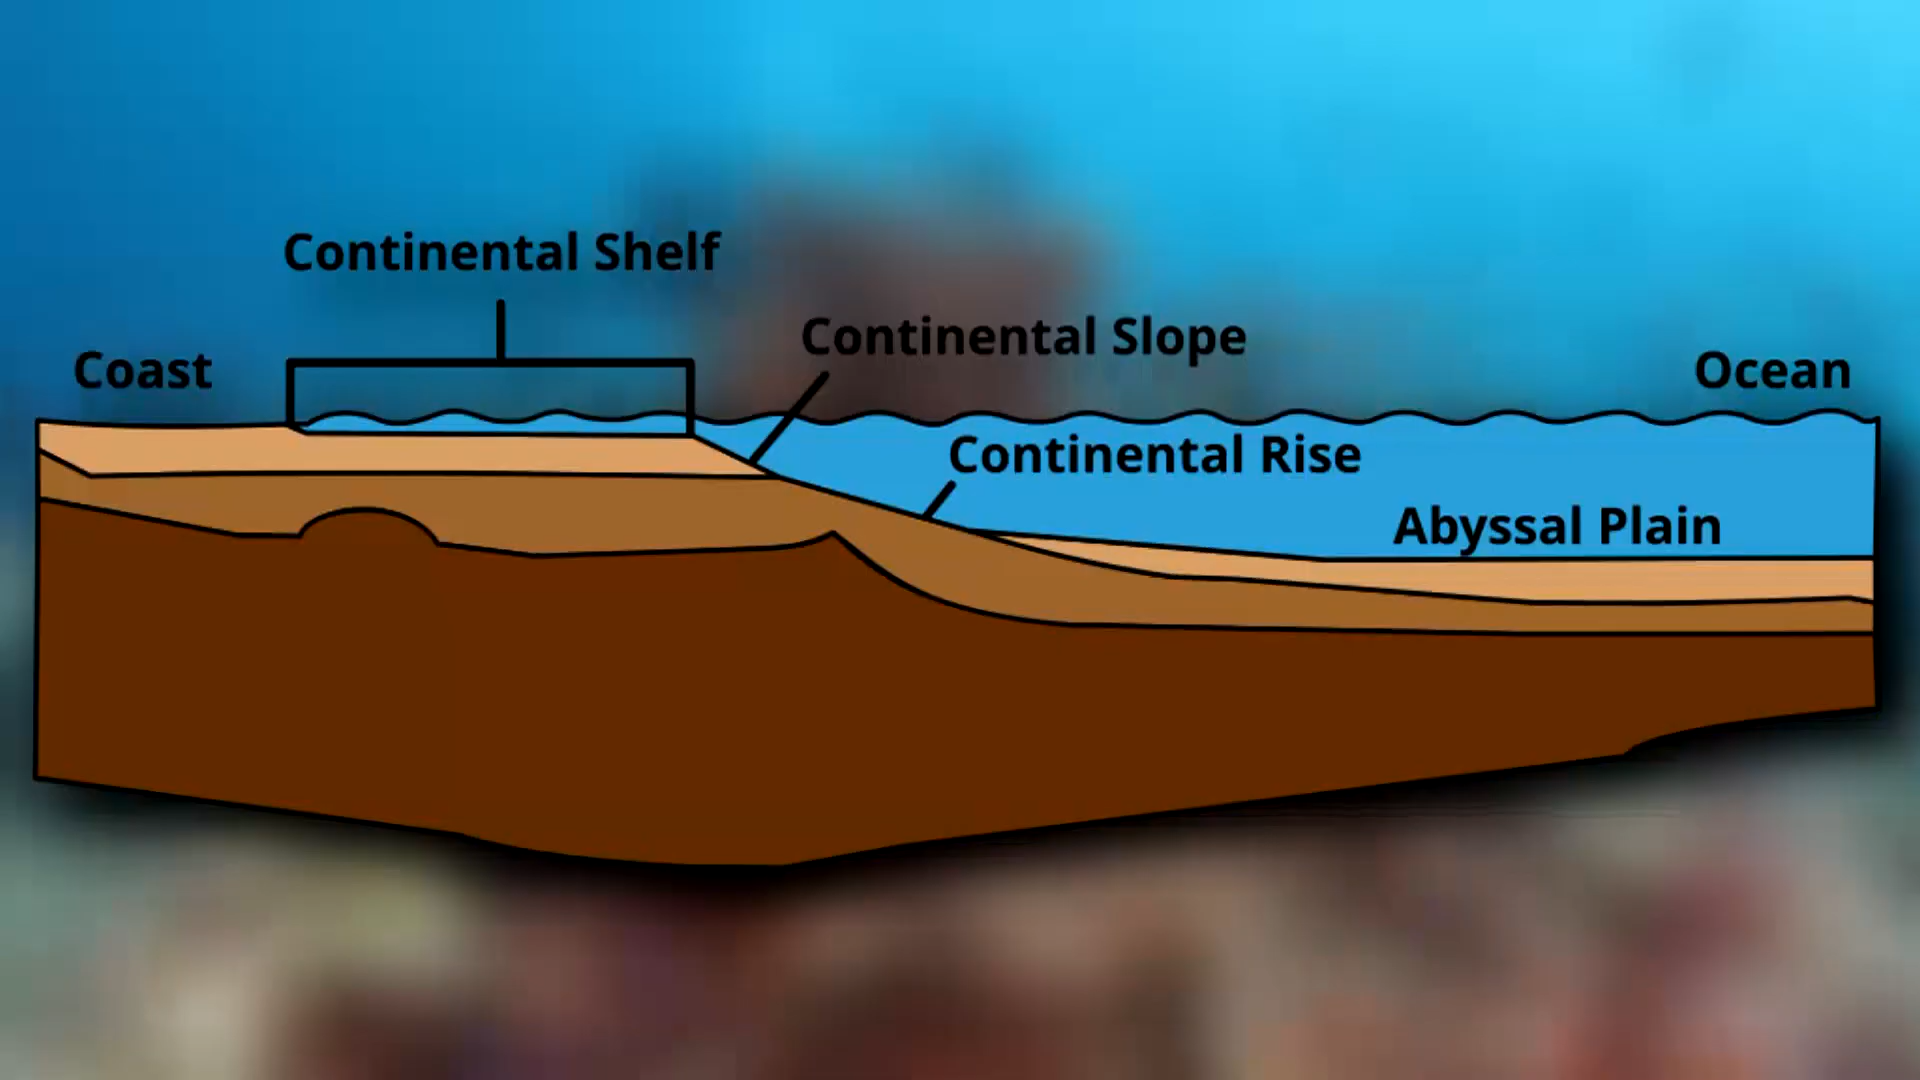 Continental Shelf
Continental Slope
Coast
Ocean
Continental Rise
Abyssal Plain